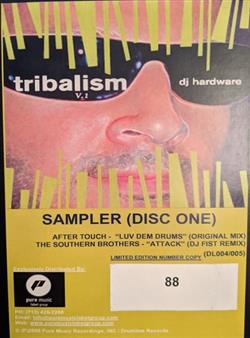 tribalism
V.1
dj hardware
SAMPLER (DISC ONE)
AFTER TOUCH - "LUV DEM DRUMS" (ORIGINAL MIX)
THE SOUTHERN BROTHERS - "ATTACK" (DJ FIST REMIX)
(DL004/005)
LIMITED EDITION NUMBER COPY
Exclusively Distributed By:
88
p
pure music
label group